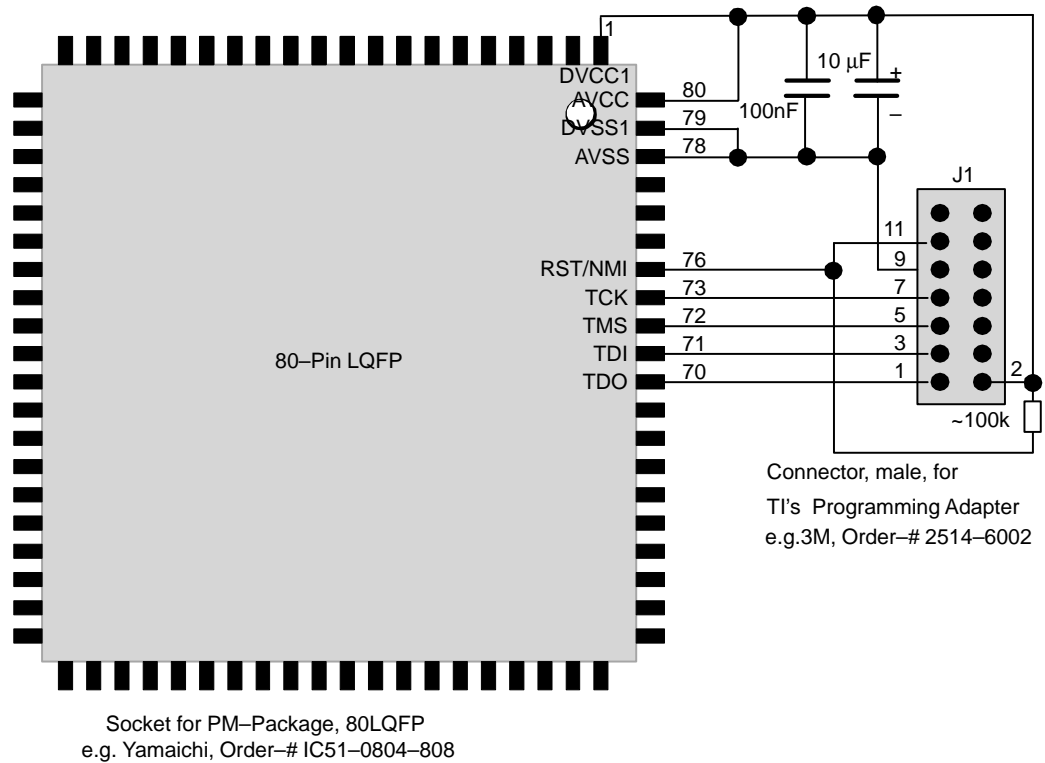 1
DVCC1
AVCC
80
DVSS1
79
AVSS
78
10 μF
+
100nF
–
J1
11
RST/NMI
76
9
TCK
73
7
TMS
72
5
TDI
71
3
TDO
70
1
2
~100k
80–Pin LQFP
Connector, male, for
TI's Programming Adapter
e.g.3M, Order–# 2514–6002
Socket for PM–Package, 80LQFP
e.g. Yamaichi, Order–# IC51–0804–808